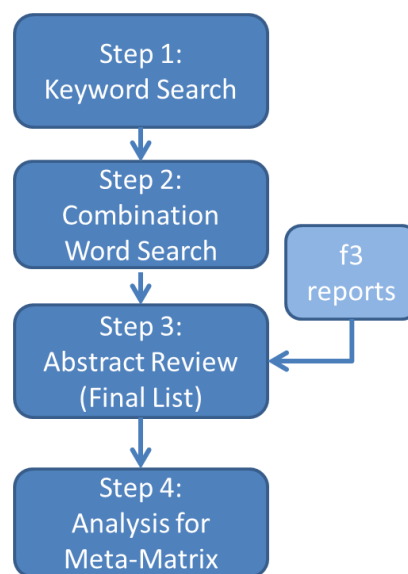 Step 1:
Keyword Search
Step 2:
Combination
Word Search
f3
reports
Step 3:
Abstract Review
(Final List)
Step 4:
Analysis for
Meta-Matrix